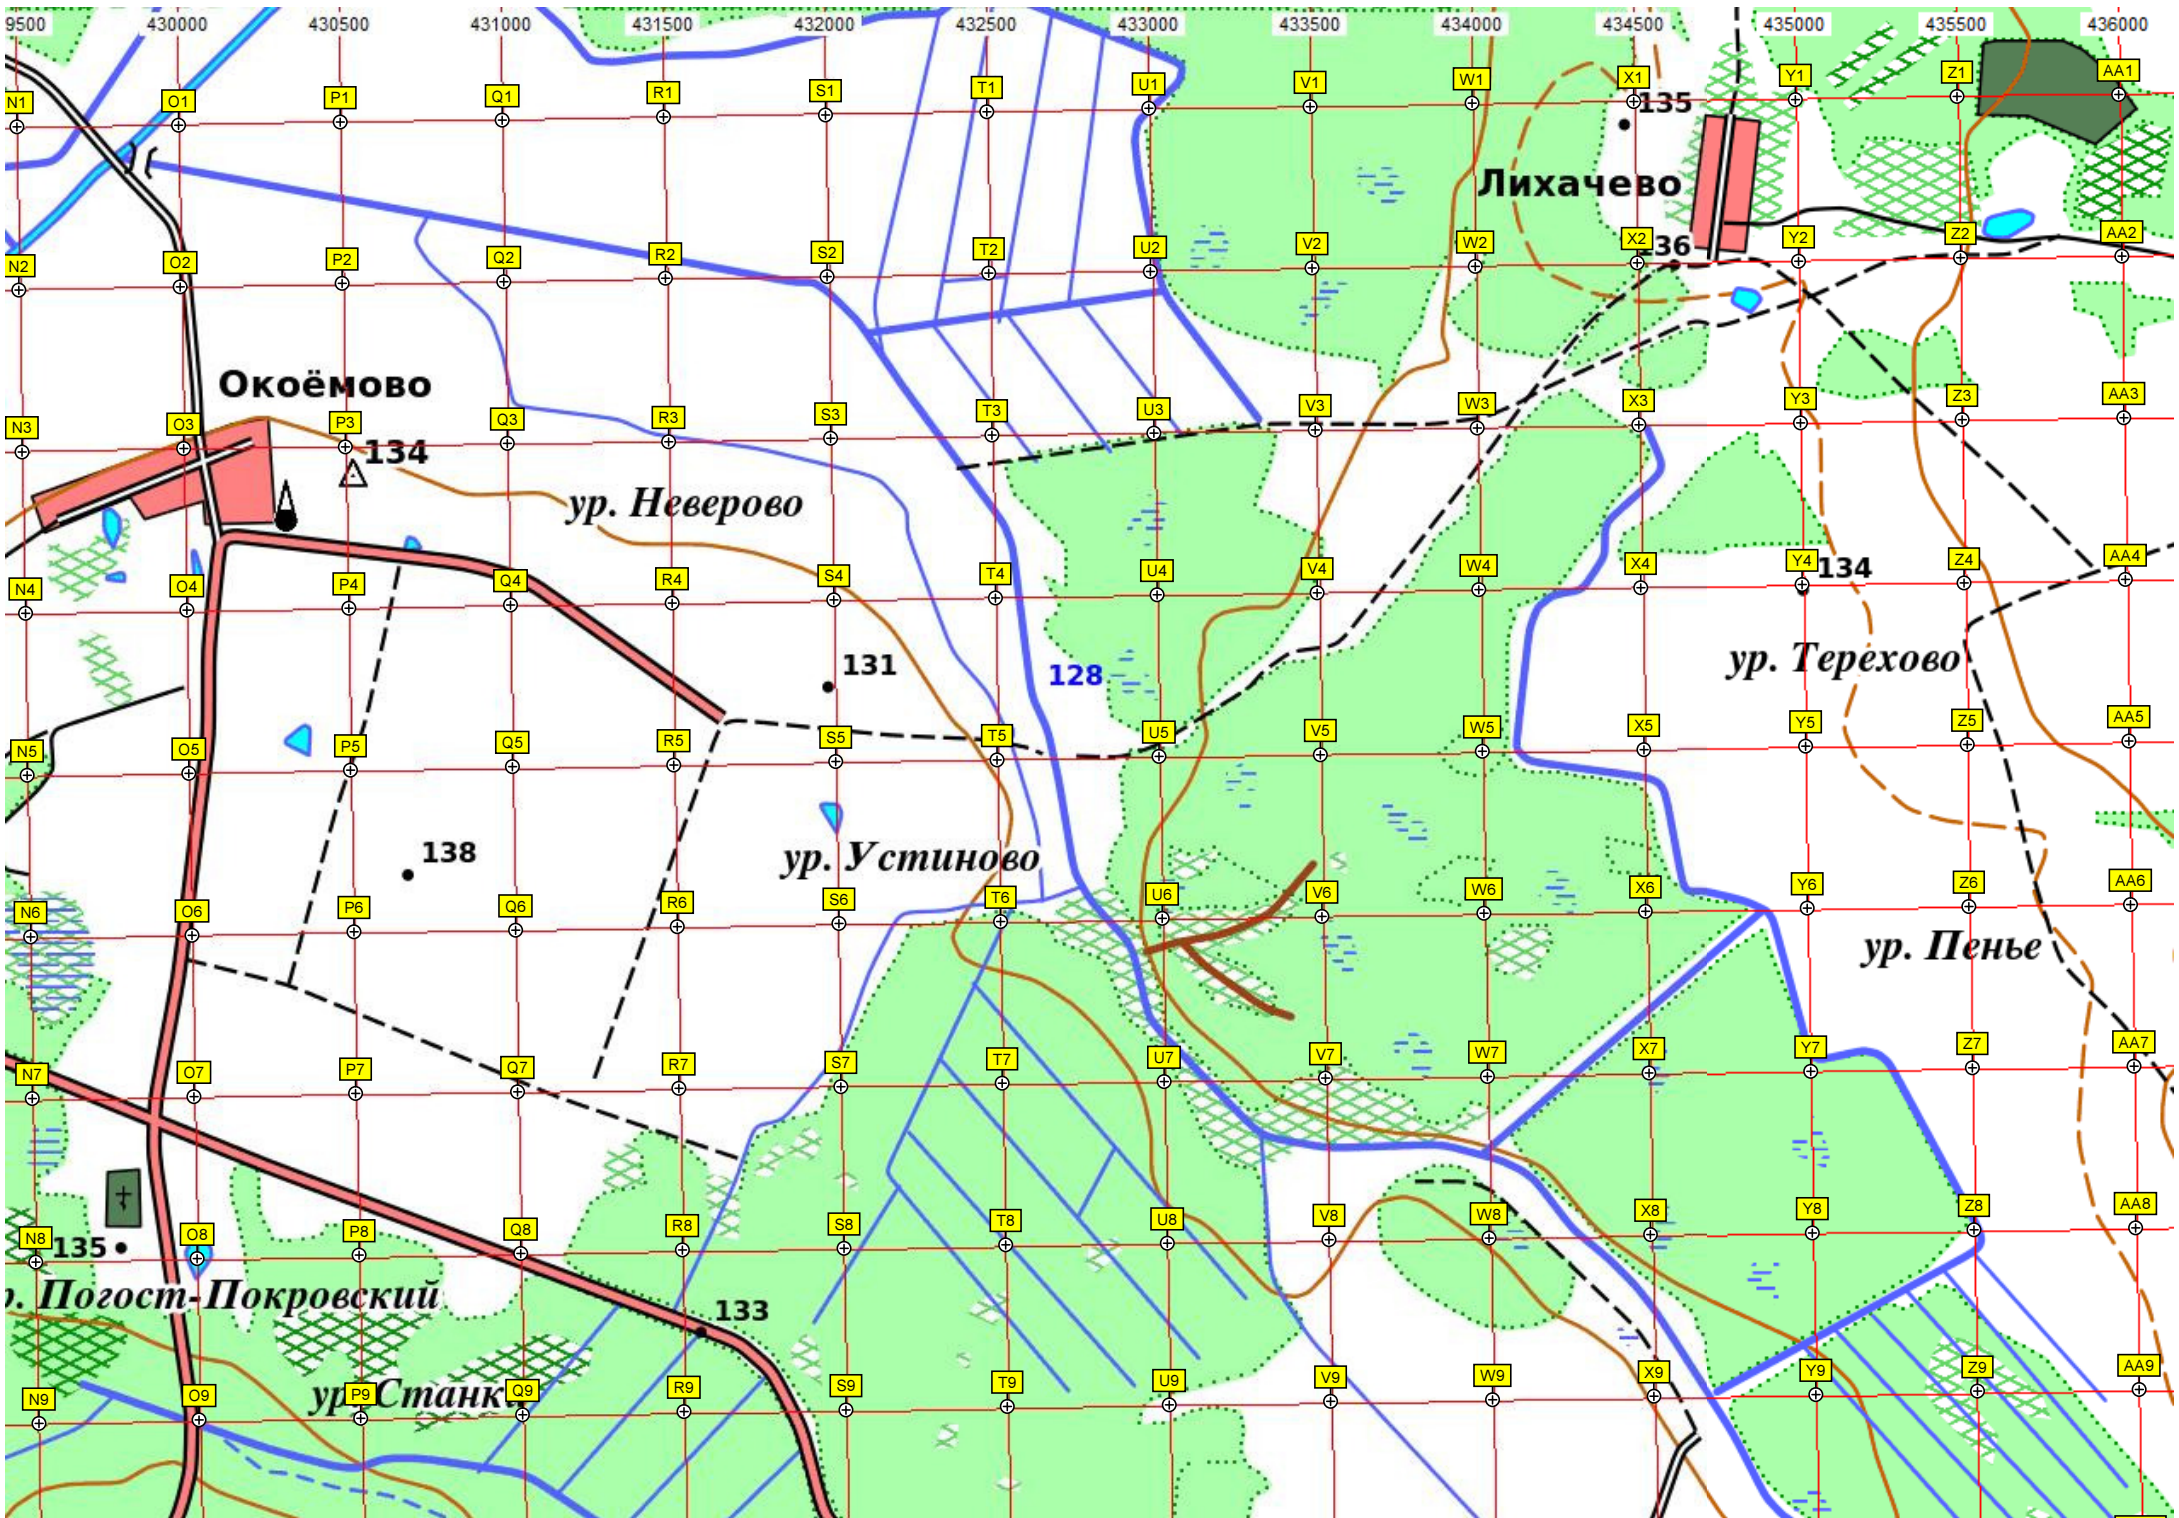 9500 430000 430500 431000 431500 432000 432500 433000 433500 434000 434500 435000 435500 436000
N1 O1 P1 Q1 R1 S1 T1 U1 V1 W1 X1 Y1 Z1 AA1
135
Лихачево
N2 O2 P2 Q2 R2 S2 T2 U2 V2 W2 X2 Y2 Z2 AA2
136
Окоёмово
N3 O3 P3 Q3 R3 S3 T3 U3 V3 W3 X3 Y3 Z3 AA3
134
ур. Неверово
N4 O4 P4 Q4 R4 S4 T4 U4 V4 W4 X4 Y4 Z4 AA4
134
131
128
ур. Терехово
N5 O5 P5 Q5 R5 S5 T5 U5 V5 W5 X5 Y5 Z5 AA5
138
ур. Устиново
N6 O6 P6 Q6 R6 S6 T6 U6 V6 W6 X6 Y6 Z6 AA6
ур. Пенье
N7 O7 P7 Q7 R7 S7 T7 U7 V7 W7 X7 Y7 Z7 AA7
N8 O8 P8 Q8 R8 S8 T8 U8 V8 W8 X8 Y8 Z8 AA8
135
р. Погост-Покровский
133
N9 O9 P9 Q9 R9 S9 T9 U9 V9 W9 X9 Y9 Z9 AA9
ур.